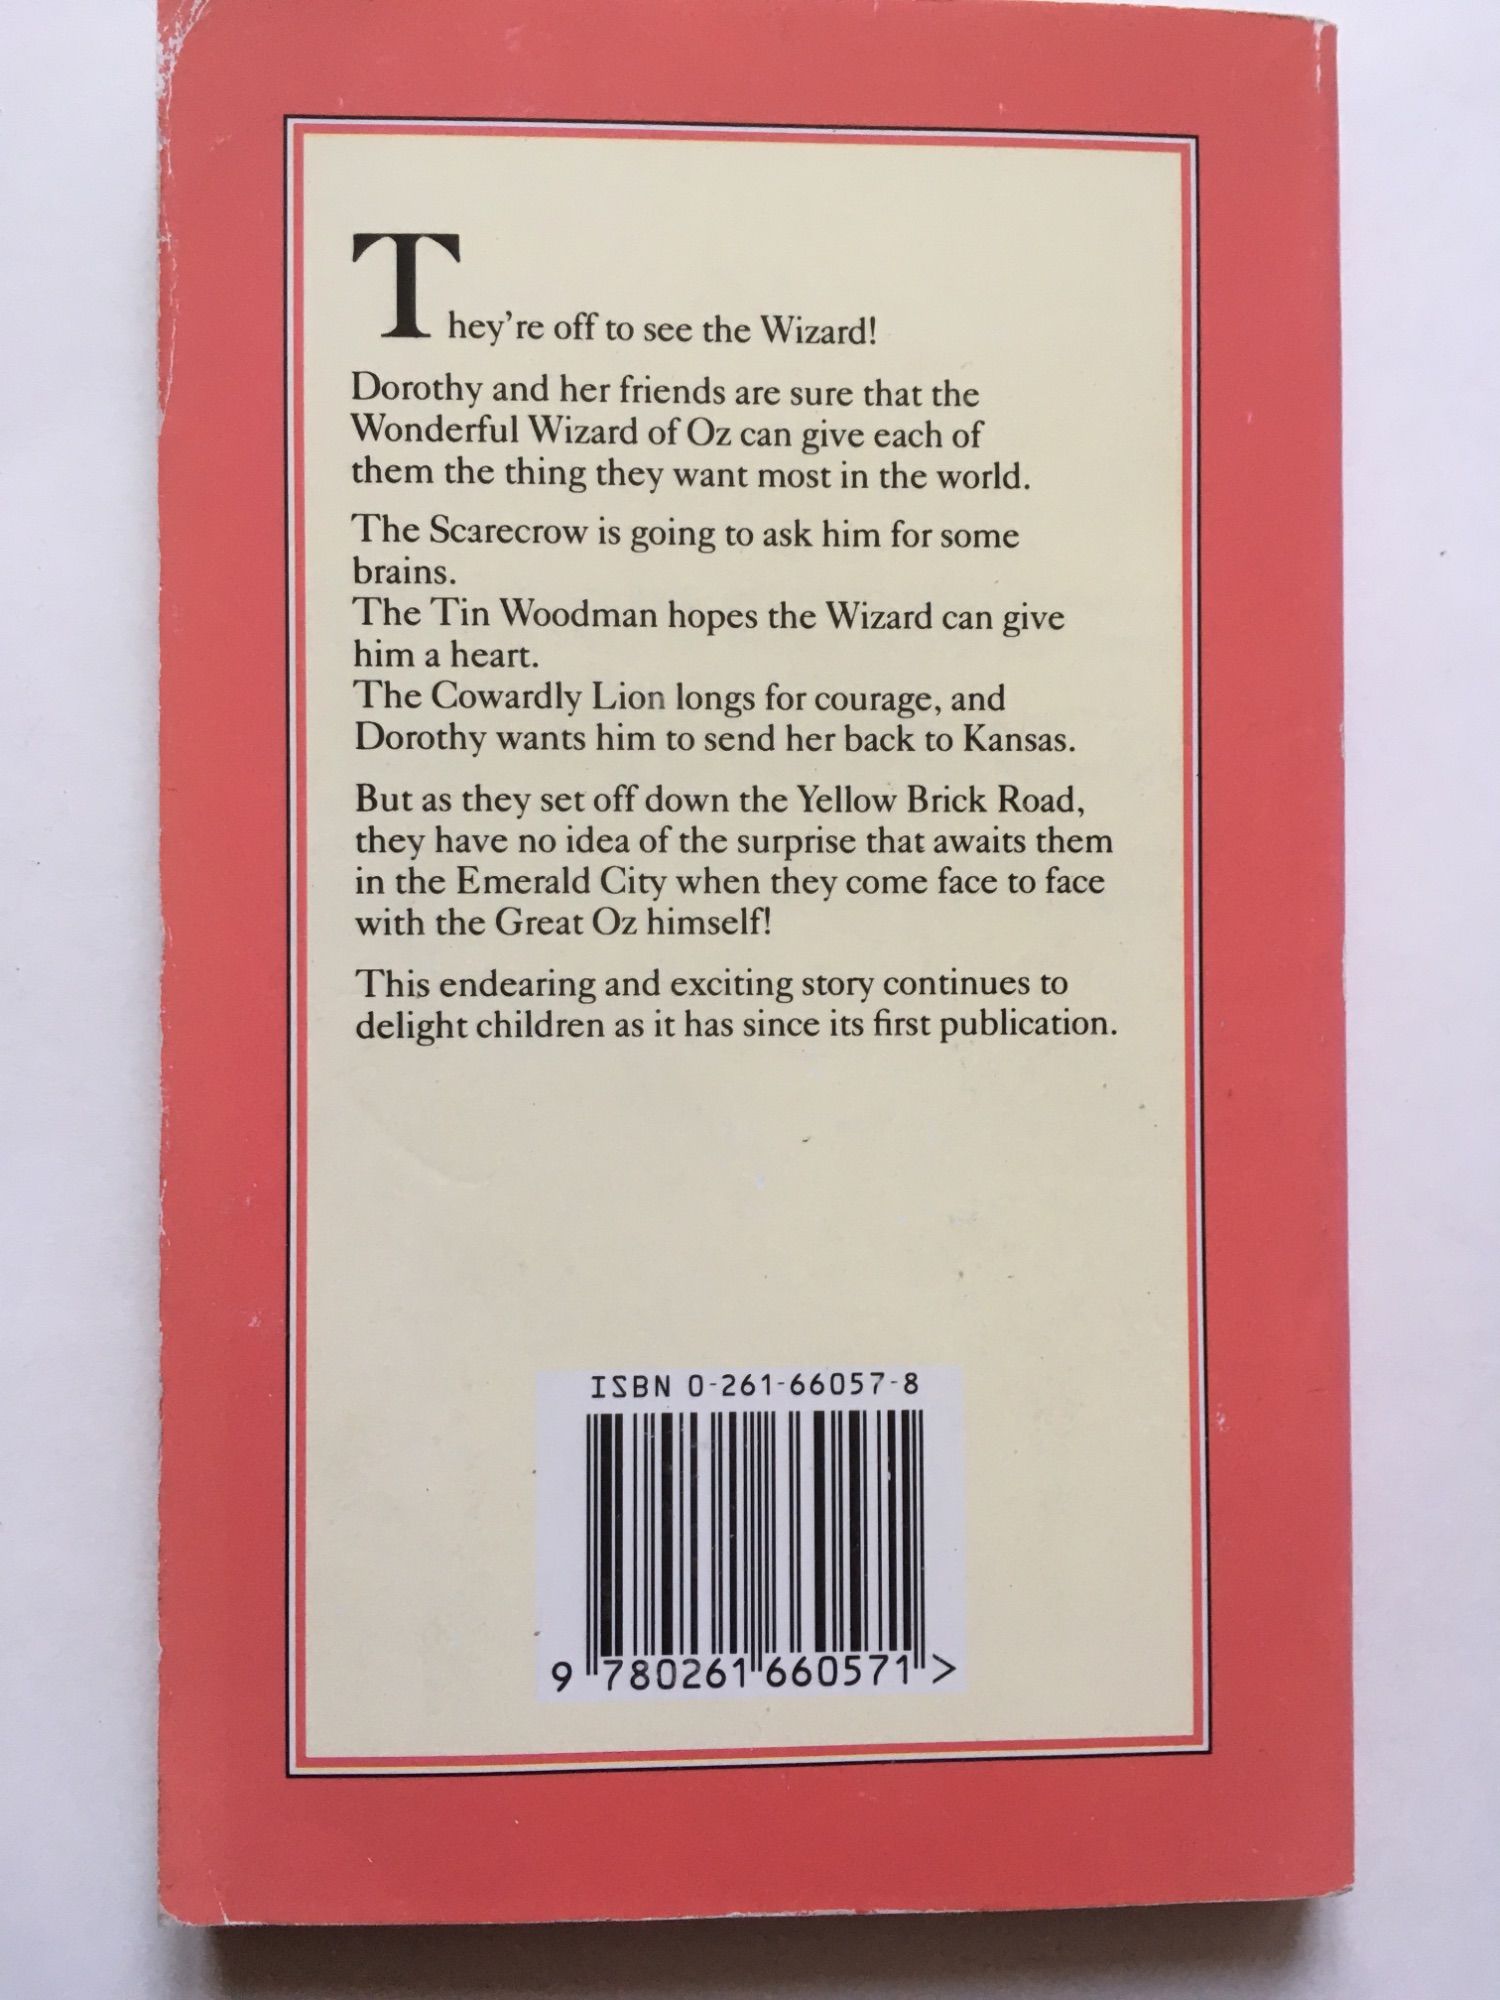 They're off to see the Wizard!
Dorothy and her friends are sure that the
Wonderful Wizard of Oz can give each of
them the thing they want most in the world.
The Scarecrow is going to ask him for some
brains.
The Tin Woodman hopes the Wizard can give
him a heart.
The Cowardly Lion longs for courage, and
Dorothy wants him to send her back to Kansas.
But as they set off down the Yellow Brick Road,
they have no idea of the surprise that awaits them
in the Emerald City when they come face to face
with the Great Oz himself!
This endearing and exciting story continues to
delight children as it has since its first publication.
ISBN 0-261-66057-8
9 780261 660571 >